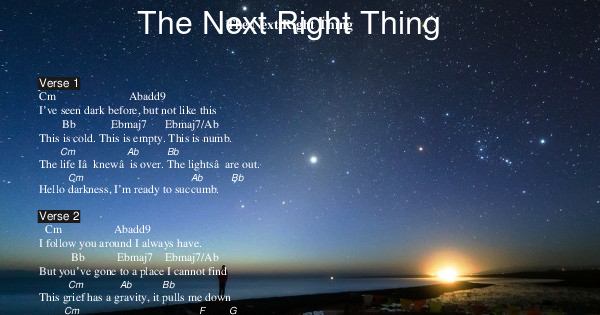 The Next Right Thing
The Next Right Thing
Verse 1
Cm Abadd9
I've seen dark before, but not like this
Bb Ebmaj7 Ebmaj7/Ab
This is cold. This is empty. This is numb.
Cm Ab Bb
The life Iâ knewâ is over. The lightsâ are out.
Cm Ab Bb
Hello darkness, I'm ready to succumb.
Verse 2
Cm Abadd9
I follow you around I always have.
Bb Ebmaj7 Ebmaj7/Ab
But you've gone to a place I cannot find
Cm Ab Bb
This grief has a gravity, it pulls me down
Cm F G